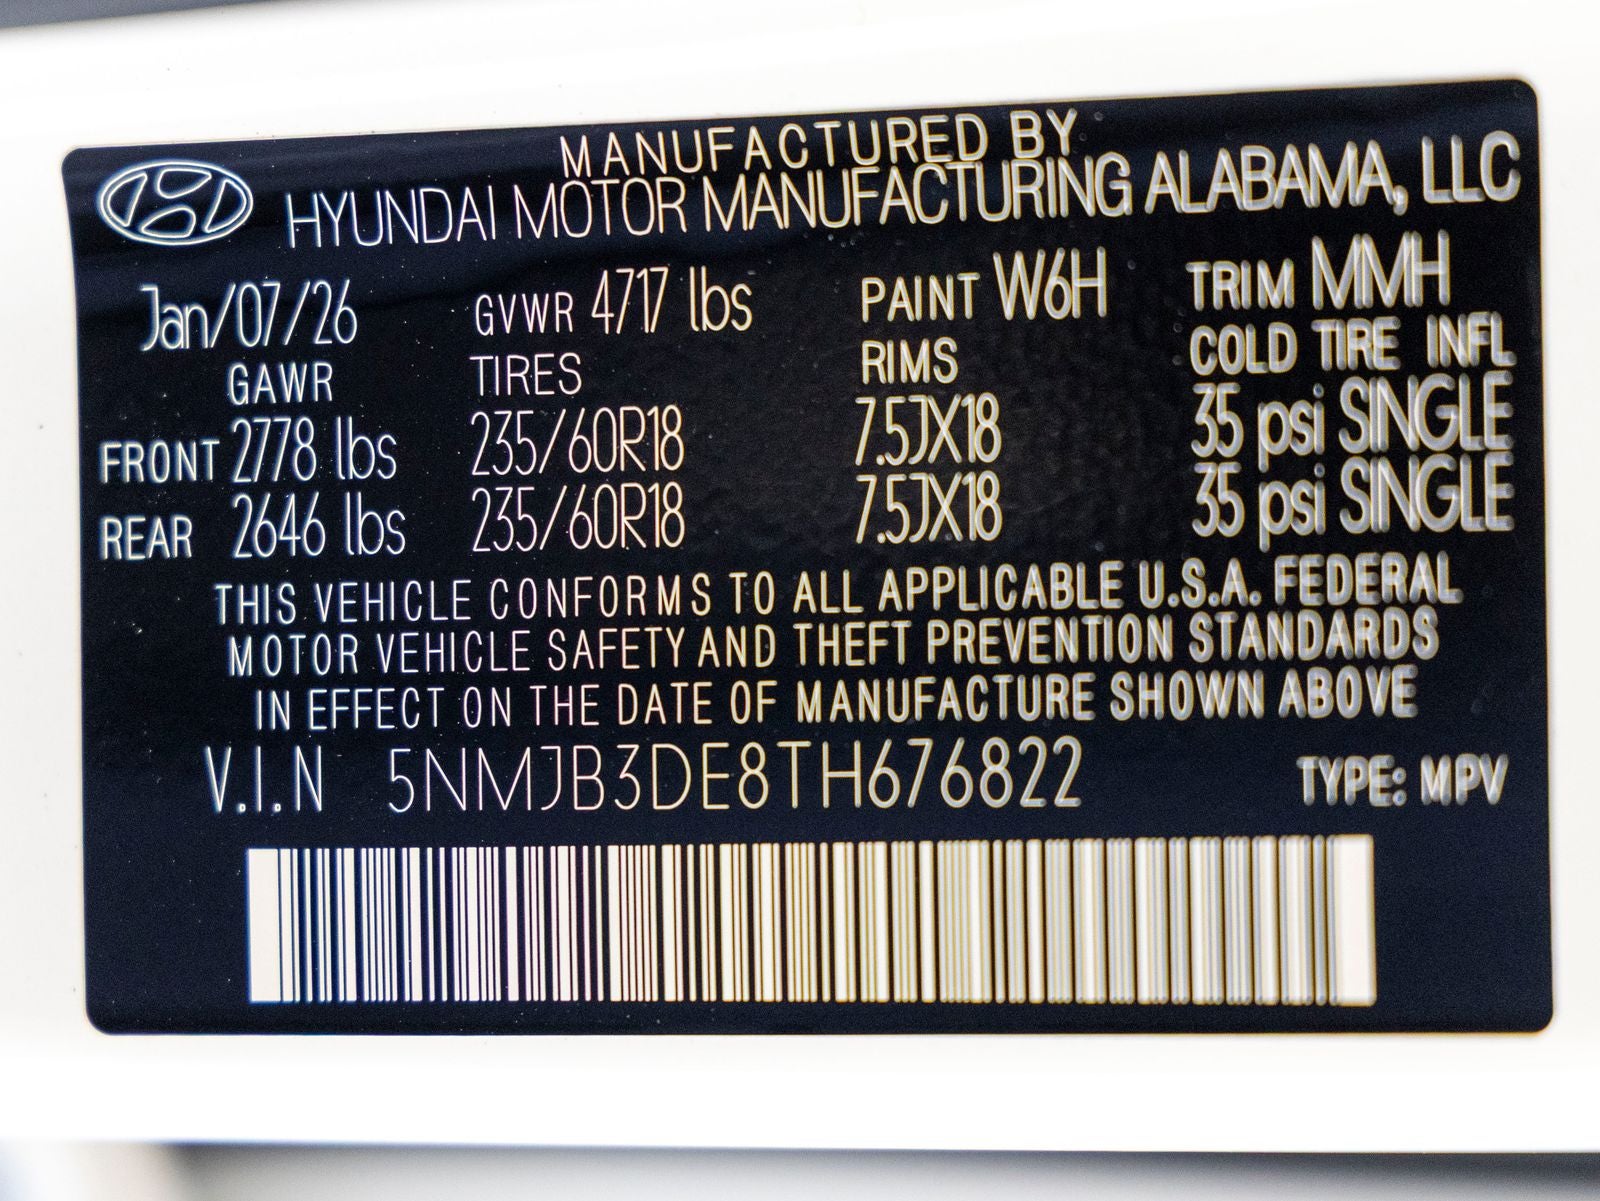 MANUFACTURED BY
HYUNDAI MOTOR MANUFACTURING ALABAMA, LLC
Jan/07/26 GVWR 4717 lbs PAINT W6H TRIM MMH
GAWR TIRES RIMS COLD TIRE INFL
FRONT 2778 lbs 235/60R18 7.5JX18 35 psi SINGLE
REAR 2646 lbs 235/60R18 7.5JX18 35 psi SINGLE
THIS VEHICLE CONFORMS TO ALL APPLICABLE U.S.A. FEDERAL
MOTOR VEHICLE SAFETY AND THEFT PREVENTION STANDARDS
IN EFFECT ON THE DATE OF MANUFACTURE SHOWN ABOVE
V.I.N 5NMJB3DE8TH676822 TYPE: MPV